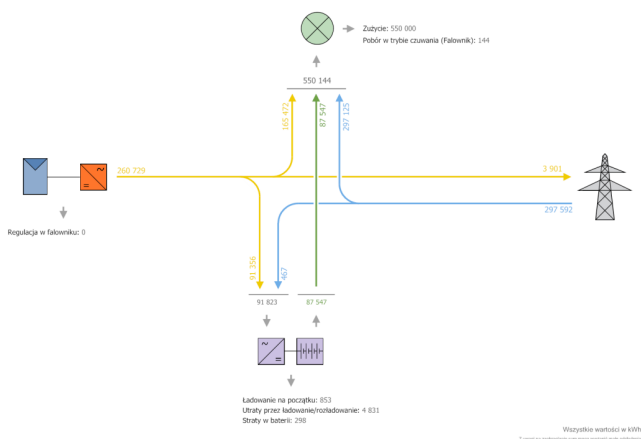 Zużycie: 550 000
Pobór w trybie czuwania (Falownik): 144
550 144
165 472
87 547
297 125
260 729
3 901
297 592
Regulacja w falowniku: 0
91 356
467
91 823
87 547
Ładowanie na początku: 853
Utraty przez ładowanie/rozładowanie: 4 831
Straty w baterii: 298
Wszystkie wartości w kWh